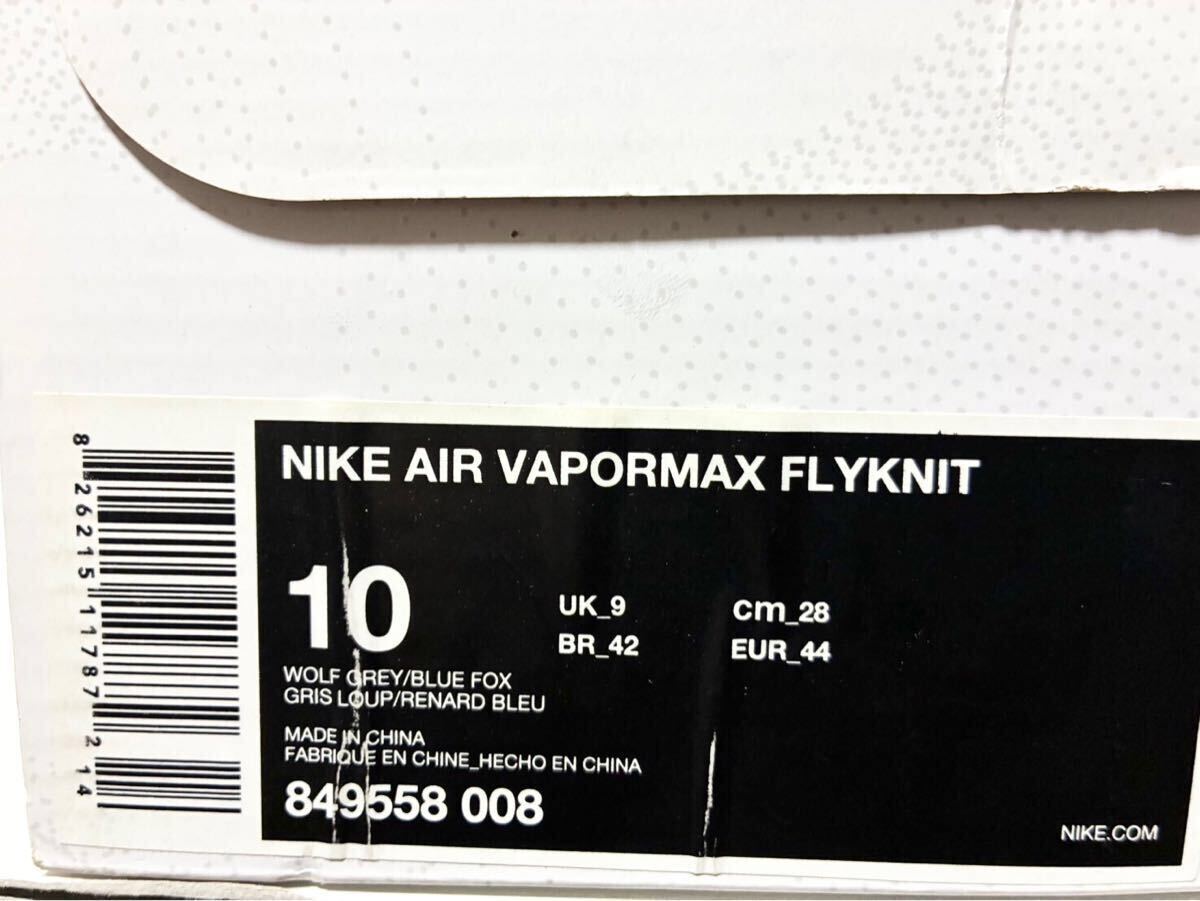 NIKE AIR VAPORMAX FLYKNIT
10
UK_9 cm_28
BR_42 EUR_44
WOLF GREY/BLUE FOX
GRIS LOUP/RENARD BLEU
MADE IN CHINA
FABRIQUE EN CHINE_HECHO EN CHINA
849558 008
NIKE.COM
8 26215 11787 2 14